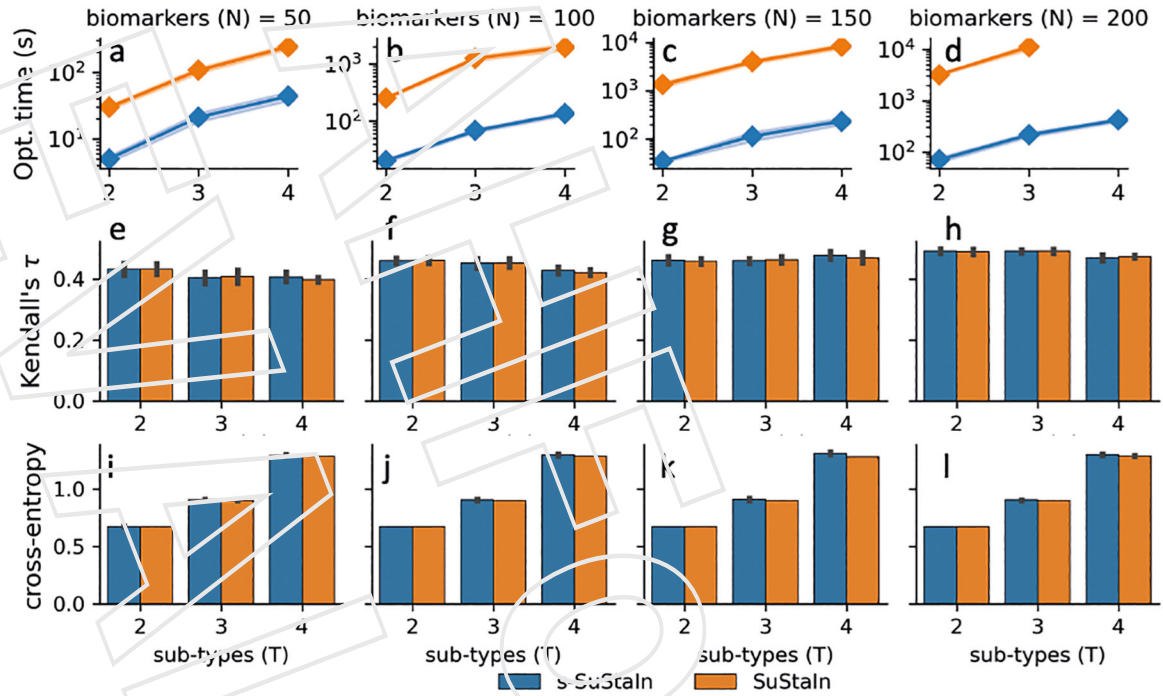 biomarkers (N) = 50 biomarkers (N) = 100 biomarkers (N) = 150 biomarkers (N) = 200
Opt. time (s)
a b c d
10² 10³ 10⁴ 10⁴
10¹ 10² 10³ 10³
10² 10²
2 3 4 2 3 4 2 3 4 2 3 4
Kendall's τ
e f g h
0.4
0.2
0.0
2 3 4 2 3 4 2 3 4 2 3 4
cross-entropy
i j k l
1.0
0.5
0.0
2 3 4 2 3 4 2 3 4 2 3 4
sub-types (T) sub-types (T) sub-types (T) sub-types (T)
s-SuStaIn SuStaIn